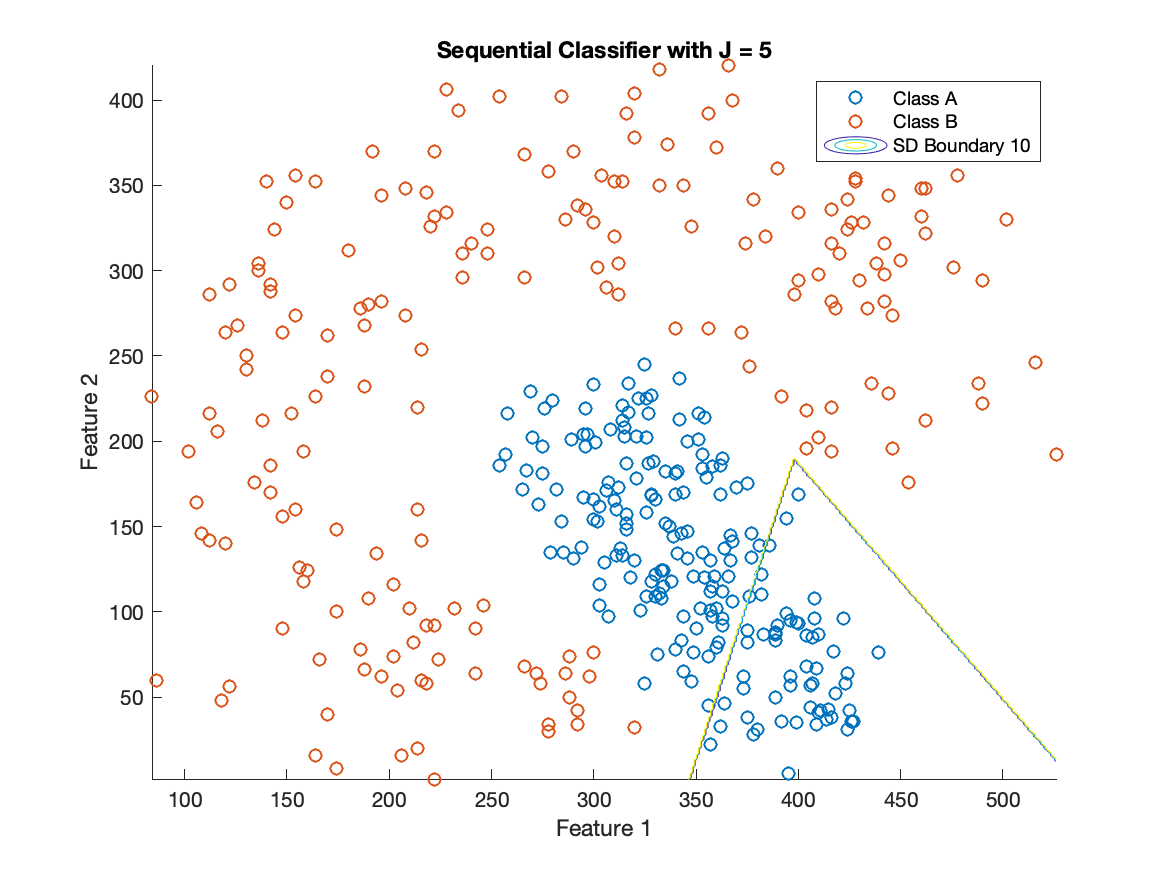 Sequential Classifier with J = 5
Class A
Class B
SD Boundary 10
400
350
300
250
200
150
100
50
Feature 2
100 150 200 250 300 350 400 450 500
Feature 1